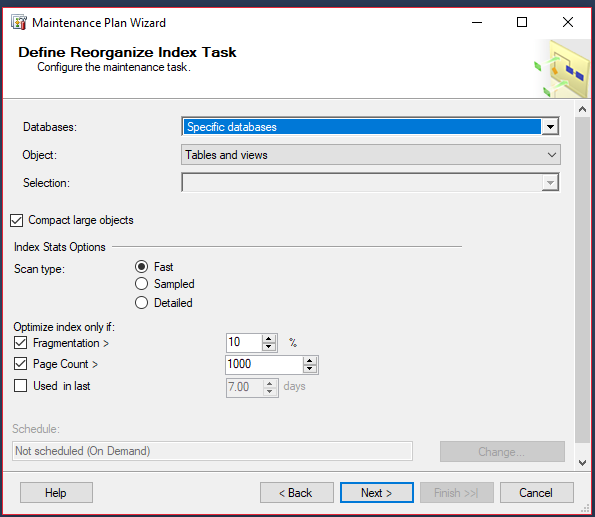 Maintenance Plan Wizard
Define Reorganize Index Task
Configure the maintenance task.
Databases: Specific databases
Object: Tables and views
Selection:
Compact large objects
Index Stats Options
Scan type: Fast
Sampled
Detailed
Optimize index only if:
Fragmentation > 10 %
Page Count > 1000
Used in last 7.00 days
Schedule:
Not scheduled (On Demand) Change...
Help < Back Next > Finish >>| Cancel